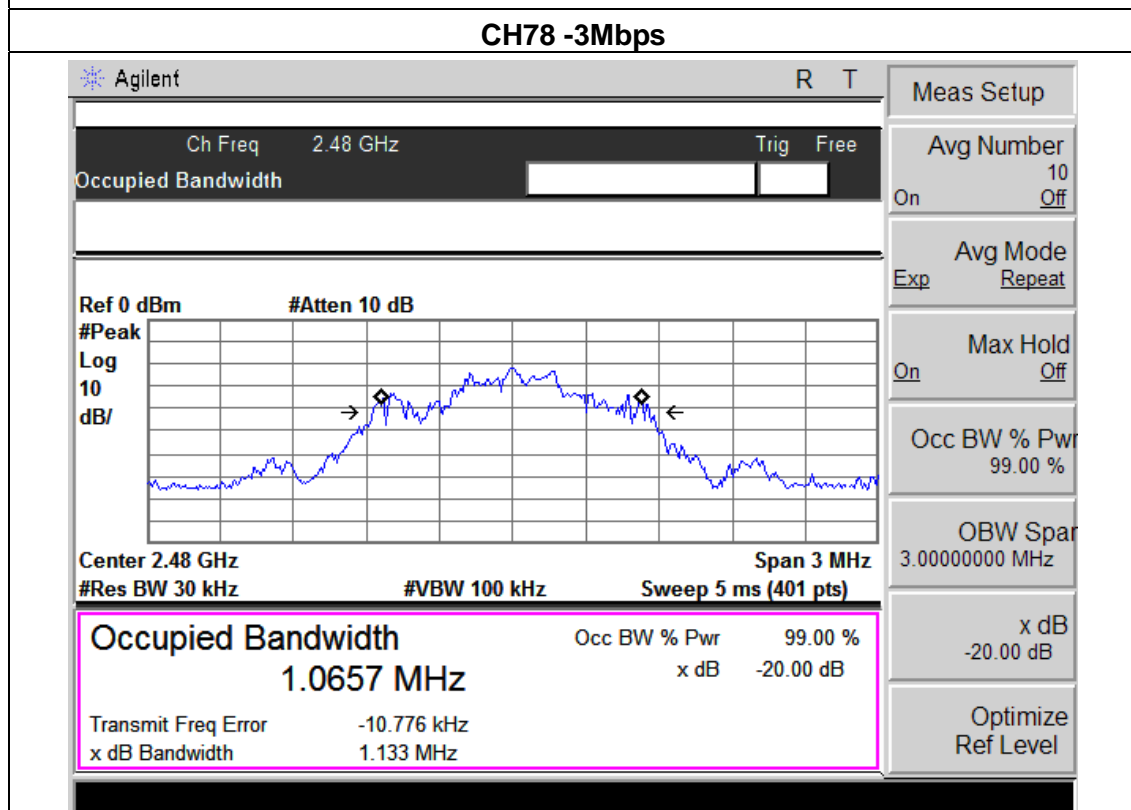 CH78 -3Mbps
Agilent R T
Ch Freq 2.48 GHz Trig Free
Occupied Bandwidth
Ref 0 dBm #Atten 10 dB
#Peak
Log
10
dB/
Center 2.48 GHz Span 3 MHz
#Res BW 30 kHz #VBW 100 kHz Sweep 5 ms (401 pts)
Occupied Bandwidth
1.0657 MHz
Occ BW % Pwr 99.00 %
x dB -20.00 dB
Transmit Freq Error -10.776 kHz
x dB Bandwidth 1.133 MHz
Meas Setup
Avg Number
10
On Off
Avg Mode
Exp Repeat
Max Hold
On Off
Occ BW % Pwr
99.00 %
OBW Span
3.00000000 MHz
x dB
-20.00 dB
Optimize
Ref Level